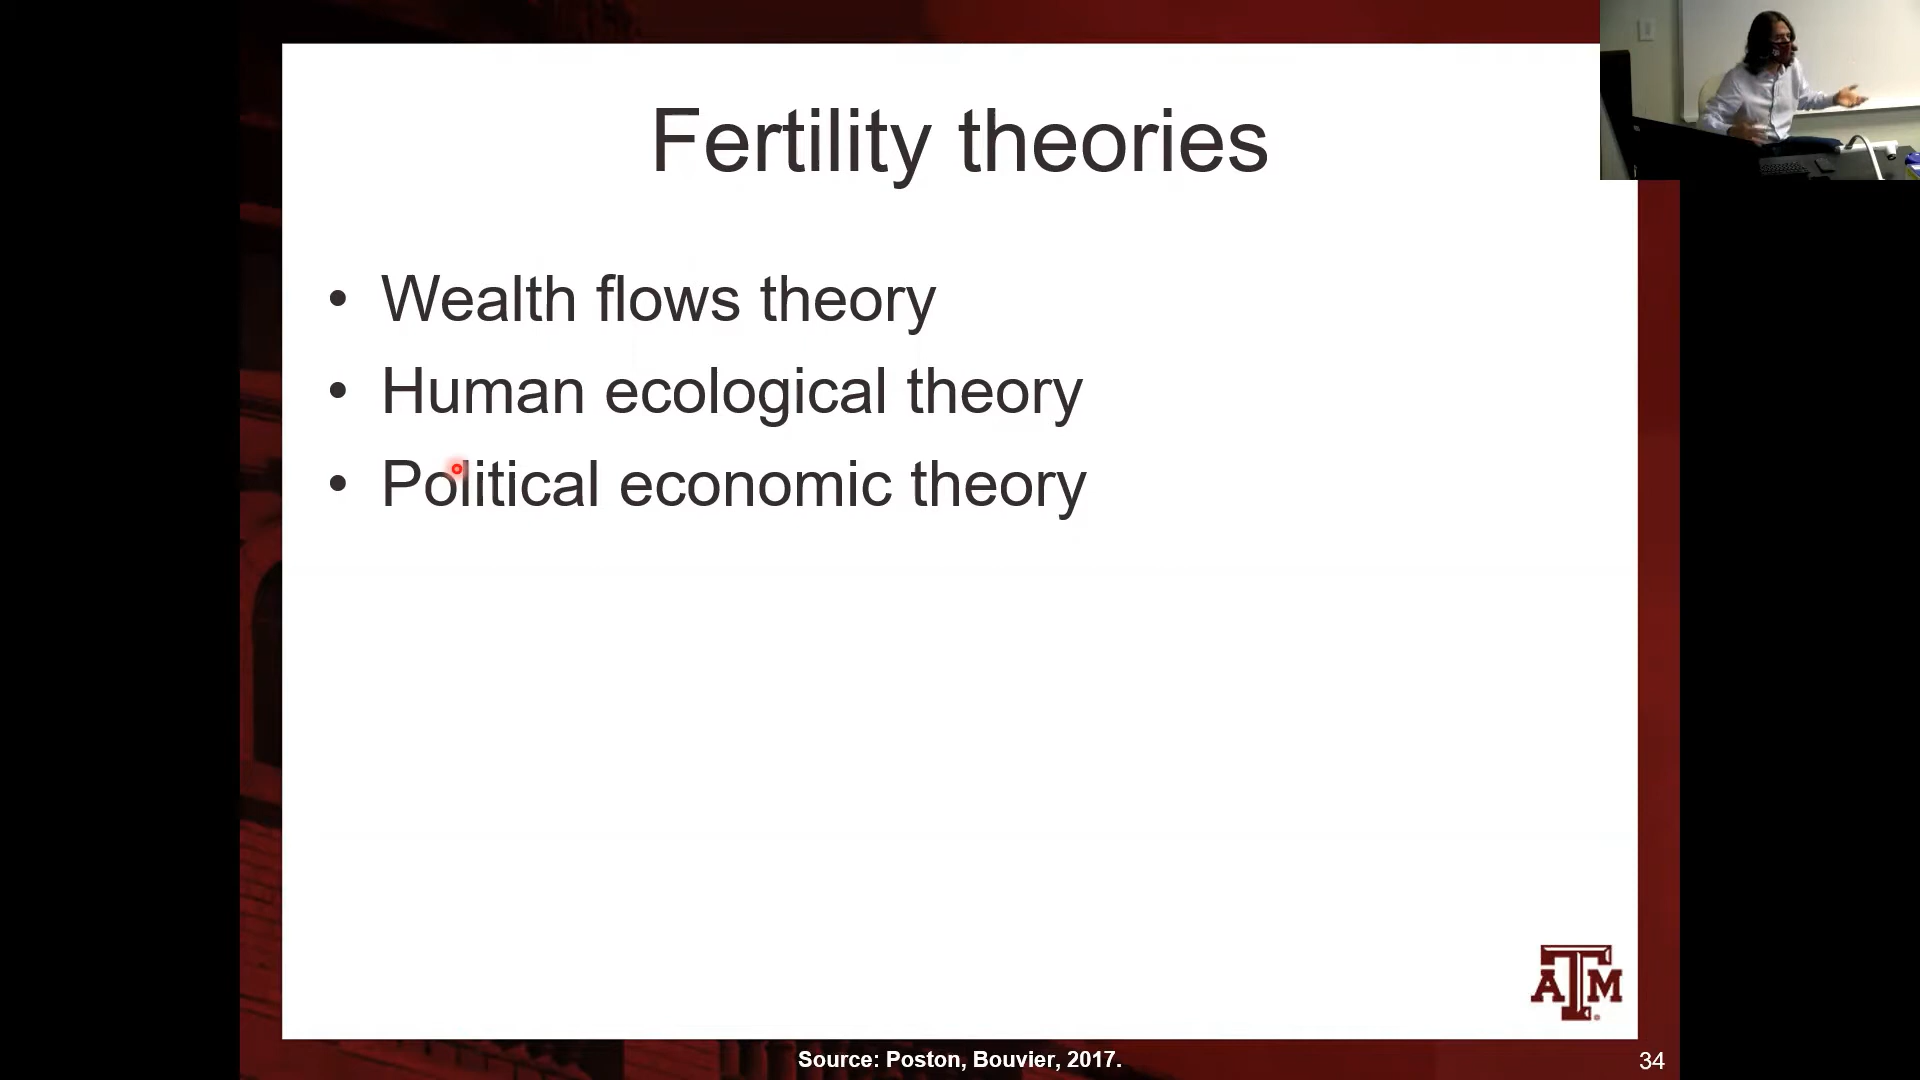 Fertility theories
• Wealth flows theory
• Human ecological theory
• Political economic theory
ATM
Source: Poston, Bouvier, 2017.
34